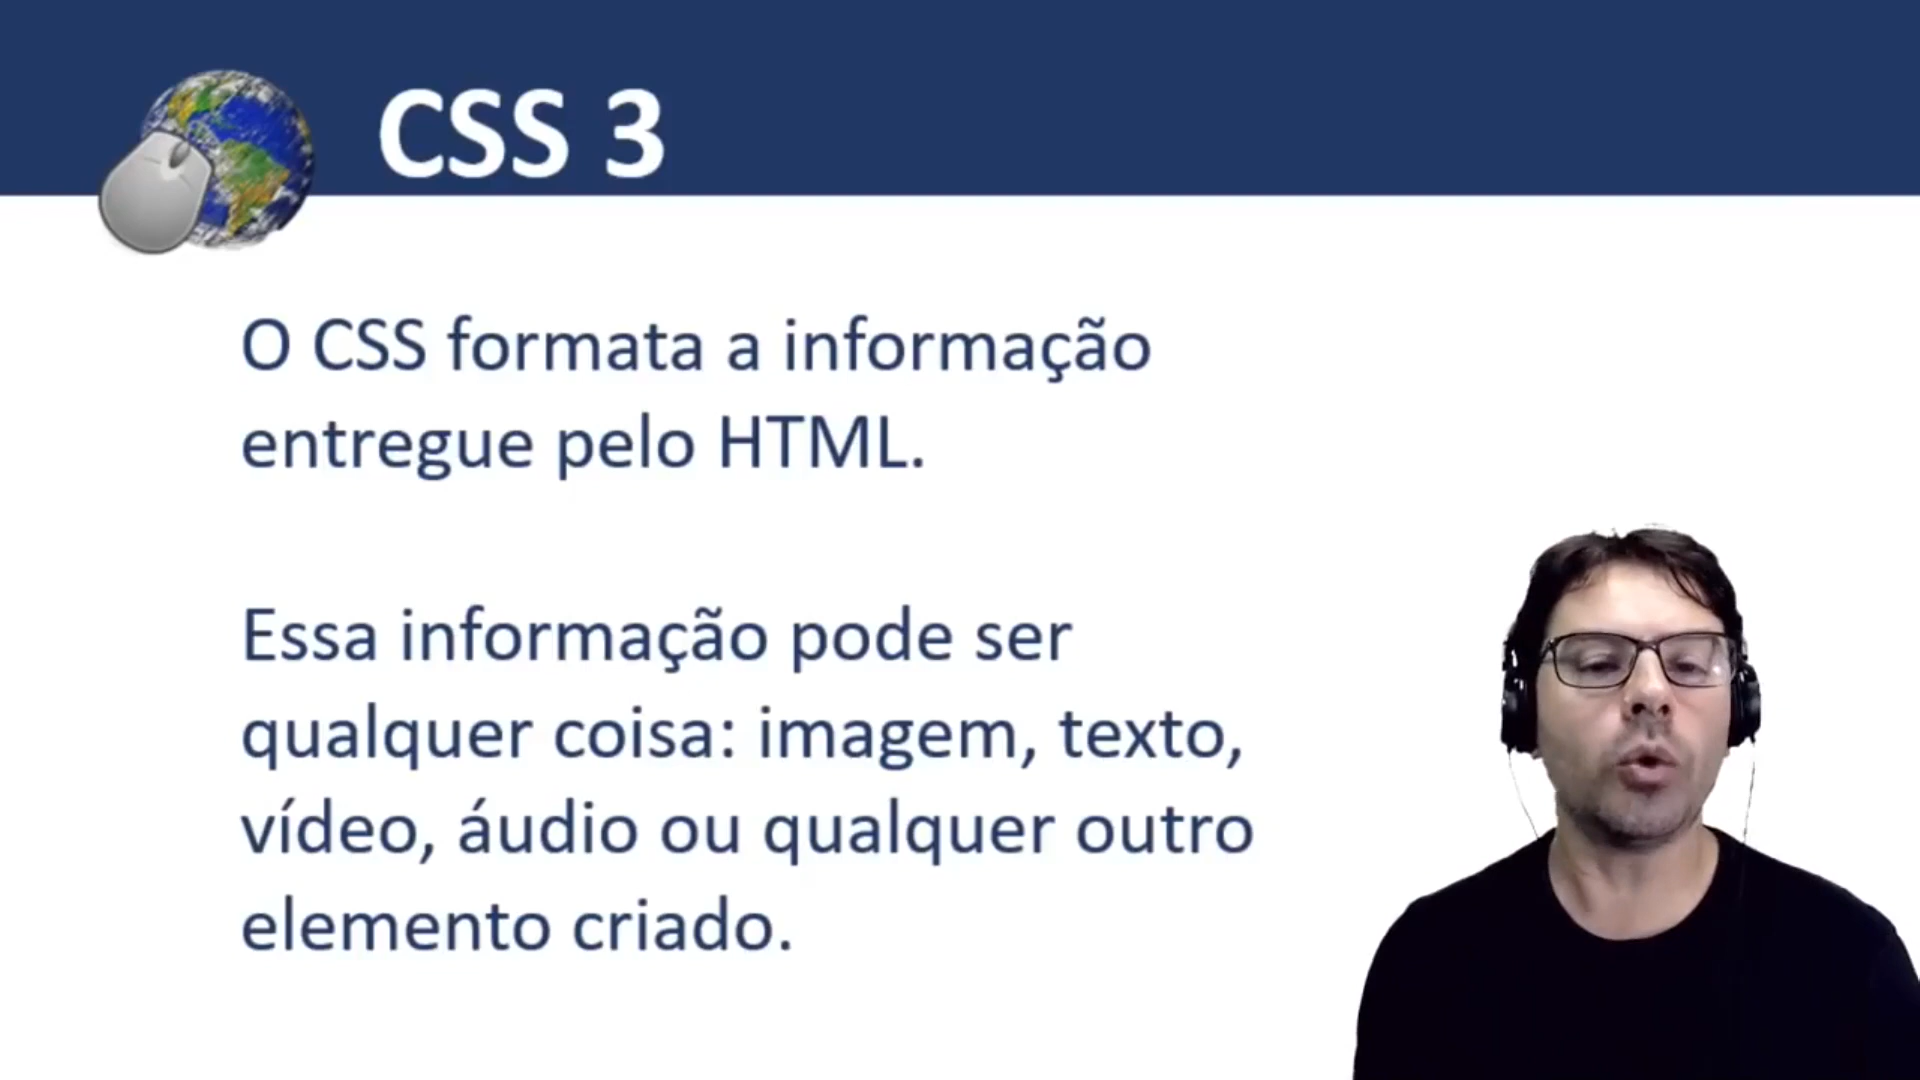 CSS 3
O CSS formata a informação
entregue pelo HTML.
Essa informação pode ser
qualquer coisa: imagem, texto,
vídeo, áudio ou qualquer outro
elemento criado.